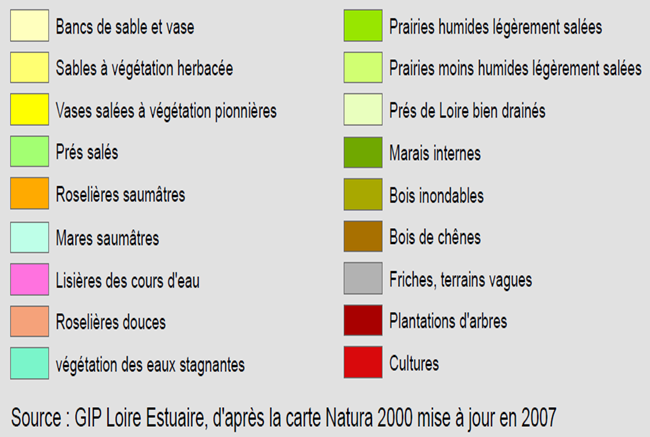 Bancs de sable et vase
Sables à végétation herbacée
Vases salées à végétation pionnières
Prés salés
Roselières saumâtres
Mares saumâtres
Lisières des cours d'eau
Roselières douces
végétation des eaux stagnantes
Prairies humides légèrement salées
Prairies moins humides légèrement salées
Prés de Loire bien drainés
Marais internes
Bois inondables
Bois de chênes
Friches, terrains vagues
Plantations d'arbres
Cultures
Source : GIP Loire Estuaire, d'après la carte Natura 2000 mise à jour en 2007